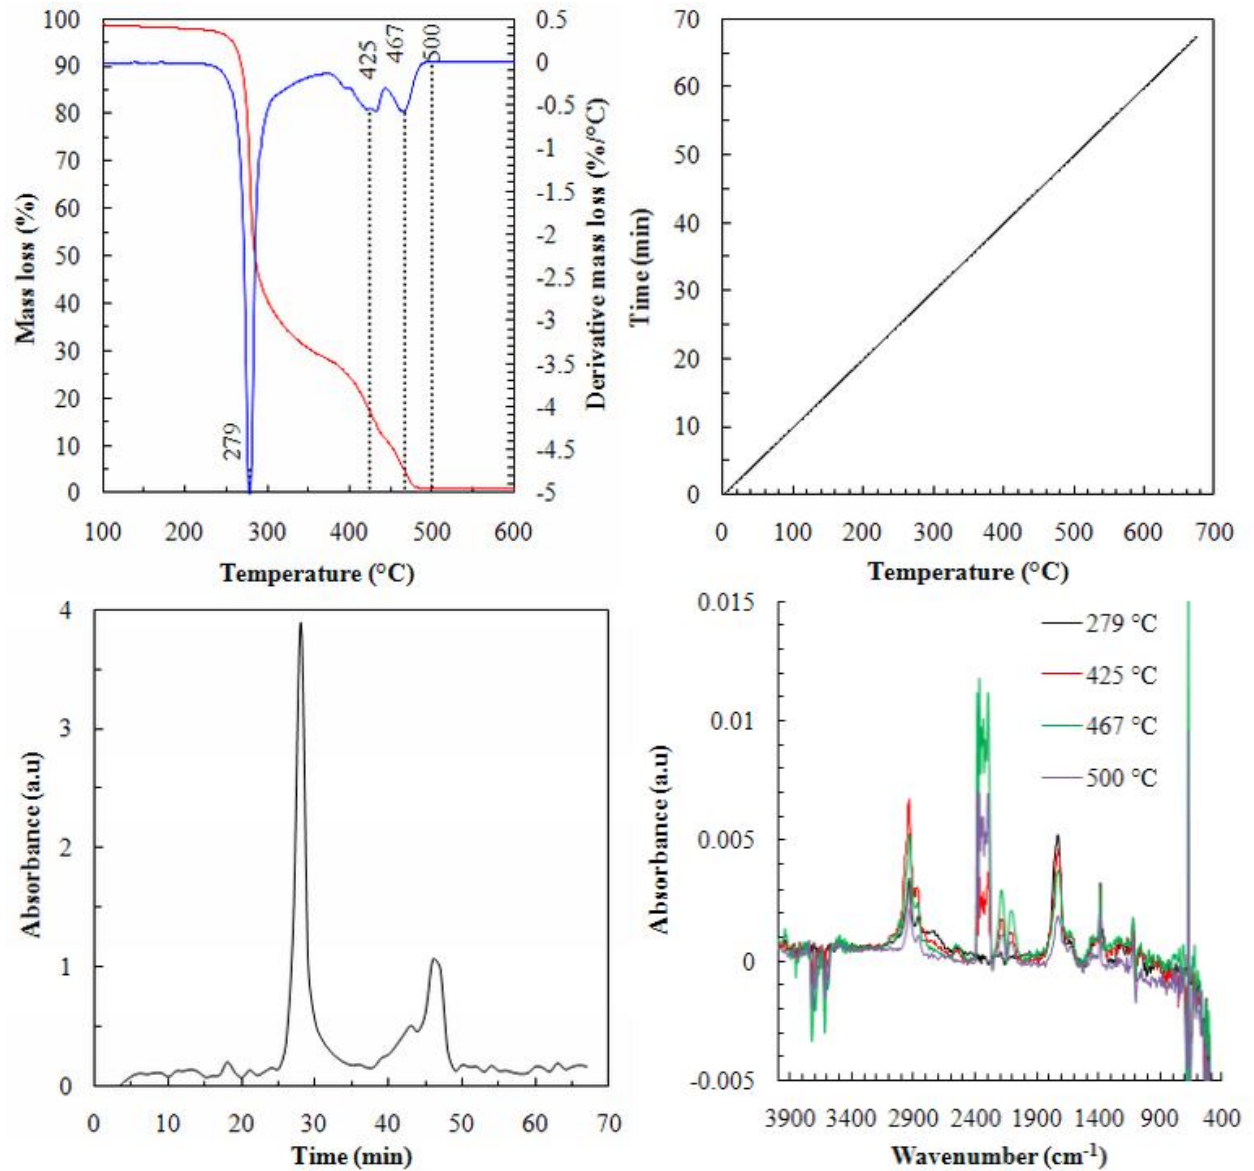 100
90
80
70
60
50
40
30
20
10
0
Mass loss (%)
0.5
0
-0.5
-1
-1.5
-2
-2.5
-3
-3.5
-4
-4.5
-5
Derivative mass loss (%/°C)
279
425
467
500
100 200 300 400 500 600
Temperature (°C)
70
60
50
40
30
20
10
0
Time (min)
0 100 200 300 400 500 600 700
Temperature (°C)
4
3
2
1
0
Absorbance (a.u)
0 10 20 30 40 50 60 70
Time (min)
0.015
0.01
0.005
0
-0.005
Absorbance (a.u)
279 °C
425 °C
467 °C
500 °C
3900 3400 2900 2400 1900 1400 900 400
Wavenumber (cm⁻¹)